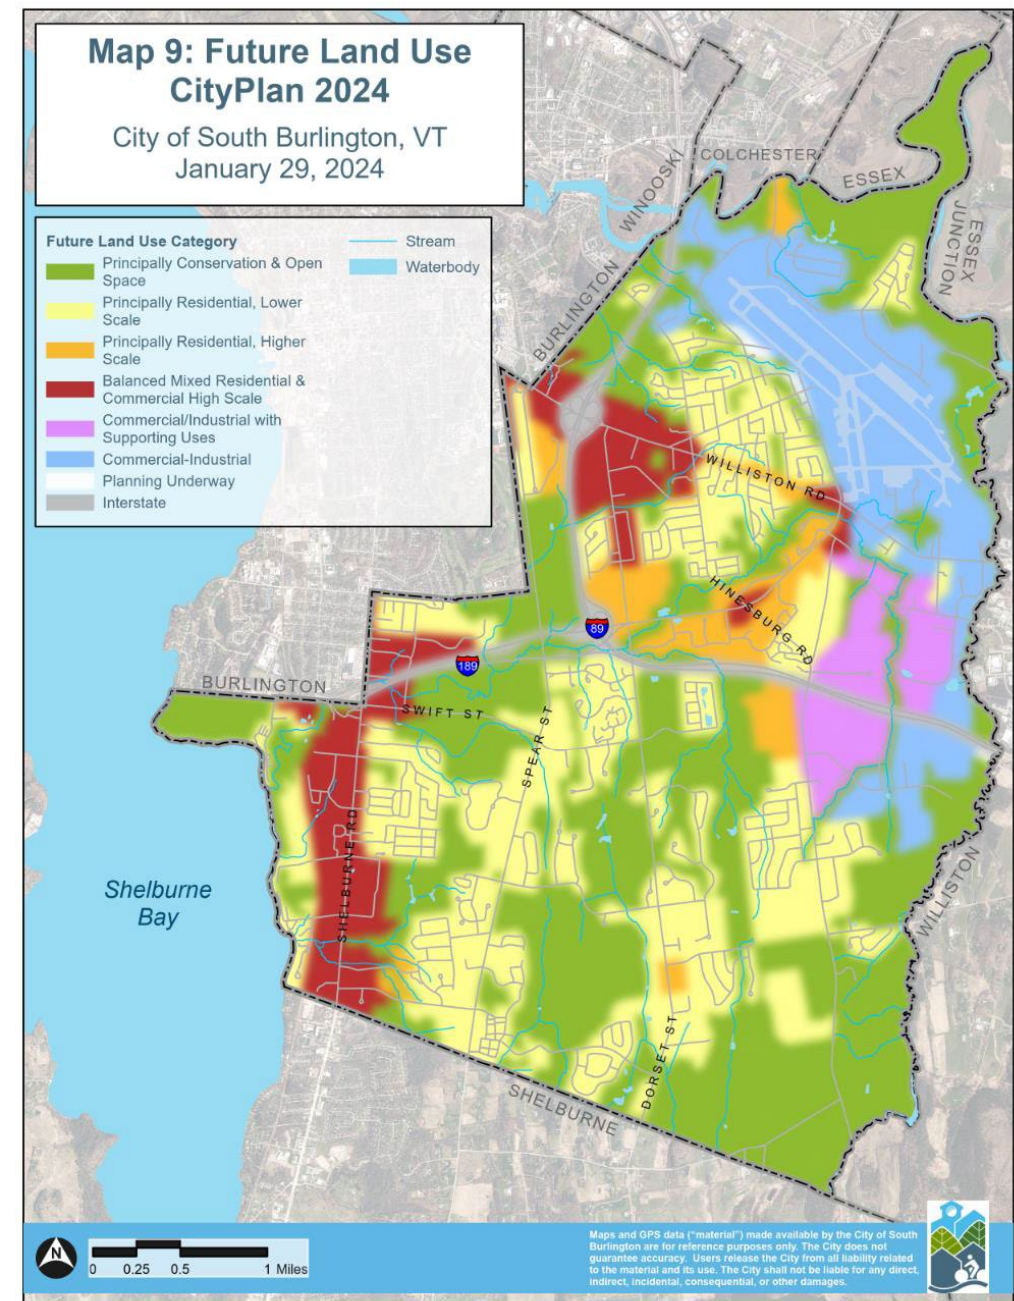 Map 9: Future Land Use
CityPlan 2024
City of South Burlington, VT
January 29, 2024
Future Land Use Category
Principally Conservation & Open
Space
Principally Residential, Lower
Scale
Principally Residential, Higher
Scale
Balanced Mixed Residential &
Commercial High Scale
Commercial/Industrial with
Supporting Uses
Commercial-Industrial
Planning Underway
Interstate
Stream
Waterbody
COLCHESTER
WINOOSKI
ESSEX
ESSEX
JUNCTION
BURLINGTON
WILLISTON RD
HINESBURG RD
89
189
BURLINGTON
SWIFT ST
SPEAR ST
SHELBURNE RD
Shelburne
Bay
WILLISTON
DORSET ST
SHELBURNE
N
0 0.25 0.5 1 Miles
Maps and GPS data ("material") made available by the City of South
Burlington are for reference purposes only. The City does not
guarantee accuracy. Users release the City from all liability related
to the material and its use. The City shall not be liable for any direct,
indirect, incidental, consequential, or other damages.